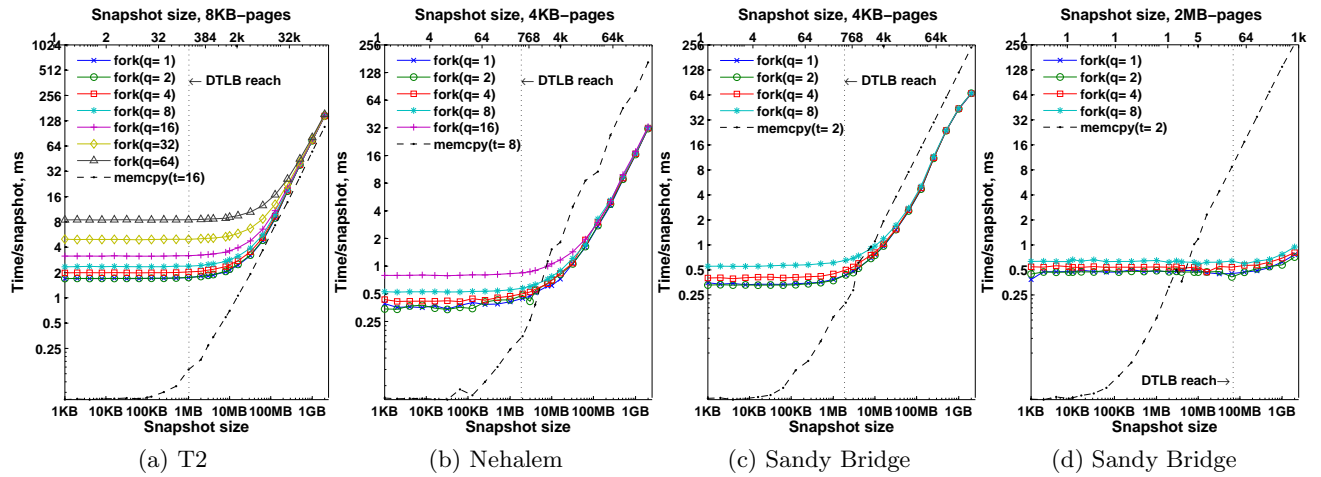 Snapshot size, 8KB−pages
1 2 32 384 2k 32k
1024
512
256
128
64
32
16
8
4
2
1
0.5
0.25
Time/snapshot, ms
fork(q= 1)
fork(q= 2)
fork(q= 4)
fork(q= 8)
fork(q=16)
fork(q=32)
fork(q=64)
memcpy(t=16)
← DTLB reach
1KB 10KB 100KB 1MB 10MB 100MB 1GB
Snapshot size
(a) T2
Snapshot size, 4KB−pages
1 4 64 768 4k 64k
256
128
64
32
16
8
4
2
1
0.5
0.25
Time/snapshot, ms
fork(q= 1)
fork(q= 2)
fork(q= 4)
fork(q= 8)
fork(q=16)
memcpy(t= 8)
← DTLB reach
1KB 10KB 100KB 1MB 10MB 100MB 1GB
Snapshot size
(b) Nehalem
Snapshot size, 4KB−pages
1 4 64 768 4k 64k
256
128
64
32
16
8
4
2
1
0.5
0.25
Time/snapshot, ms
fork(q= 1)
fork(q= 2)
fork(q= 4)
fork(q= 8)
memcpy(t= 2)
← DTLB reach
1KB 10KB 100KB 1MB 10MB 100MB 1GB
Snapshot size
(c) Sandy Bridge
Snapshot size, 2MB−pages
1 1 1 1 5 64 1k
256
128
64
32
16
8
4
2
1
0.5
0.25
Time/snapshot, ms
fork(q= 1)
fork(q= 2)
fork(q= 4)
fork(q= 8)
memcpy(t= 2)
DTLB reach→
1KB 10KB 100KB 1MB 10MB 100MB 1GB
Snapshot size
(d) Sandy Bridge